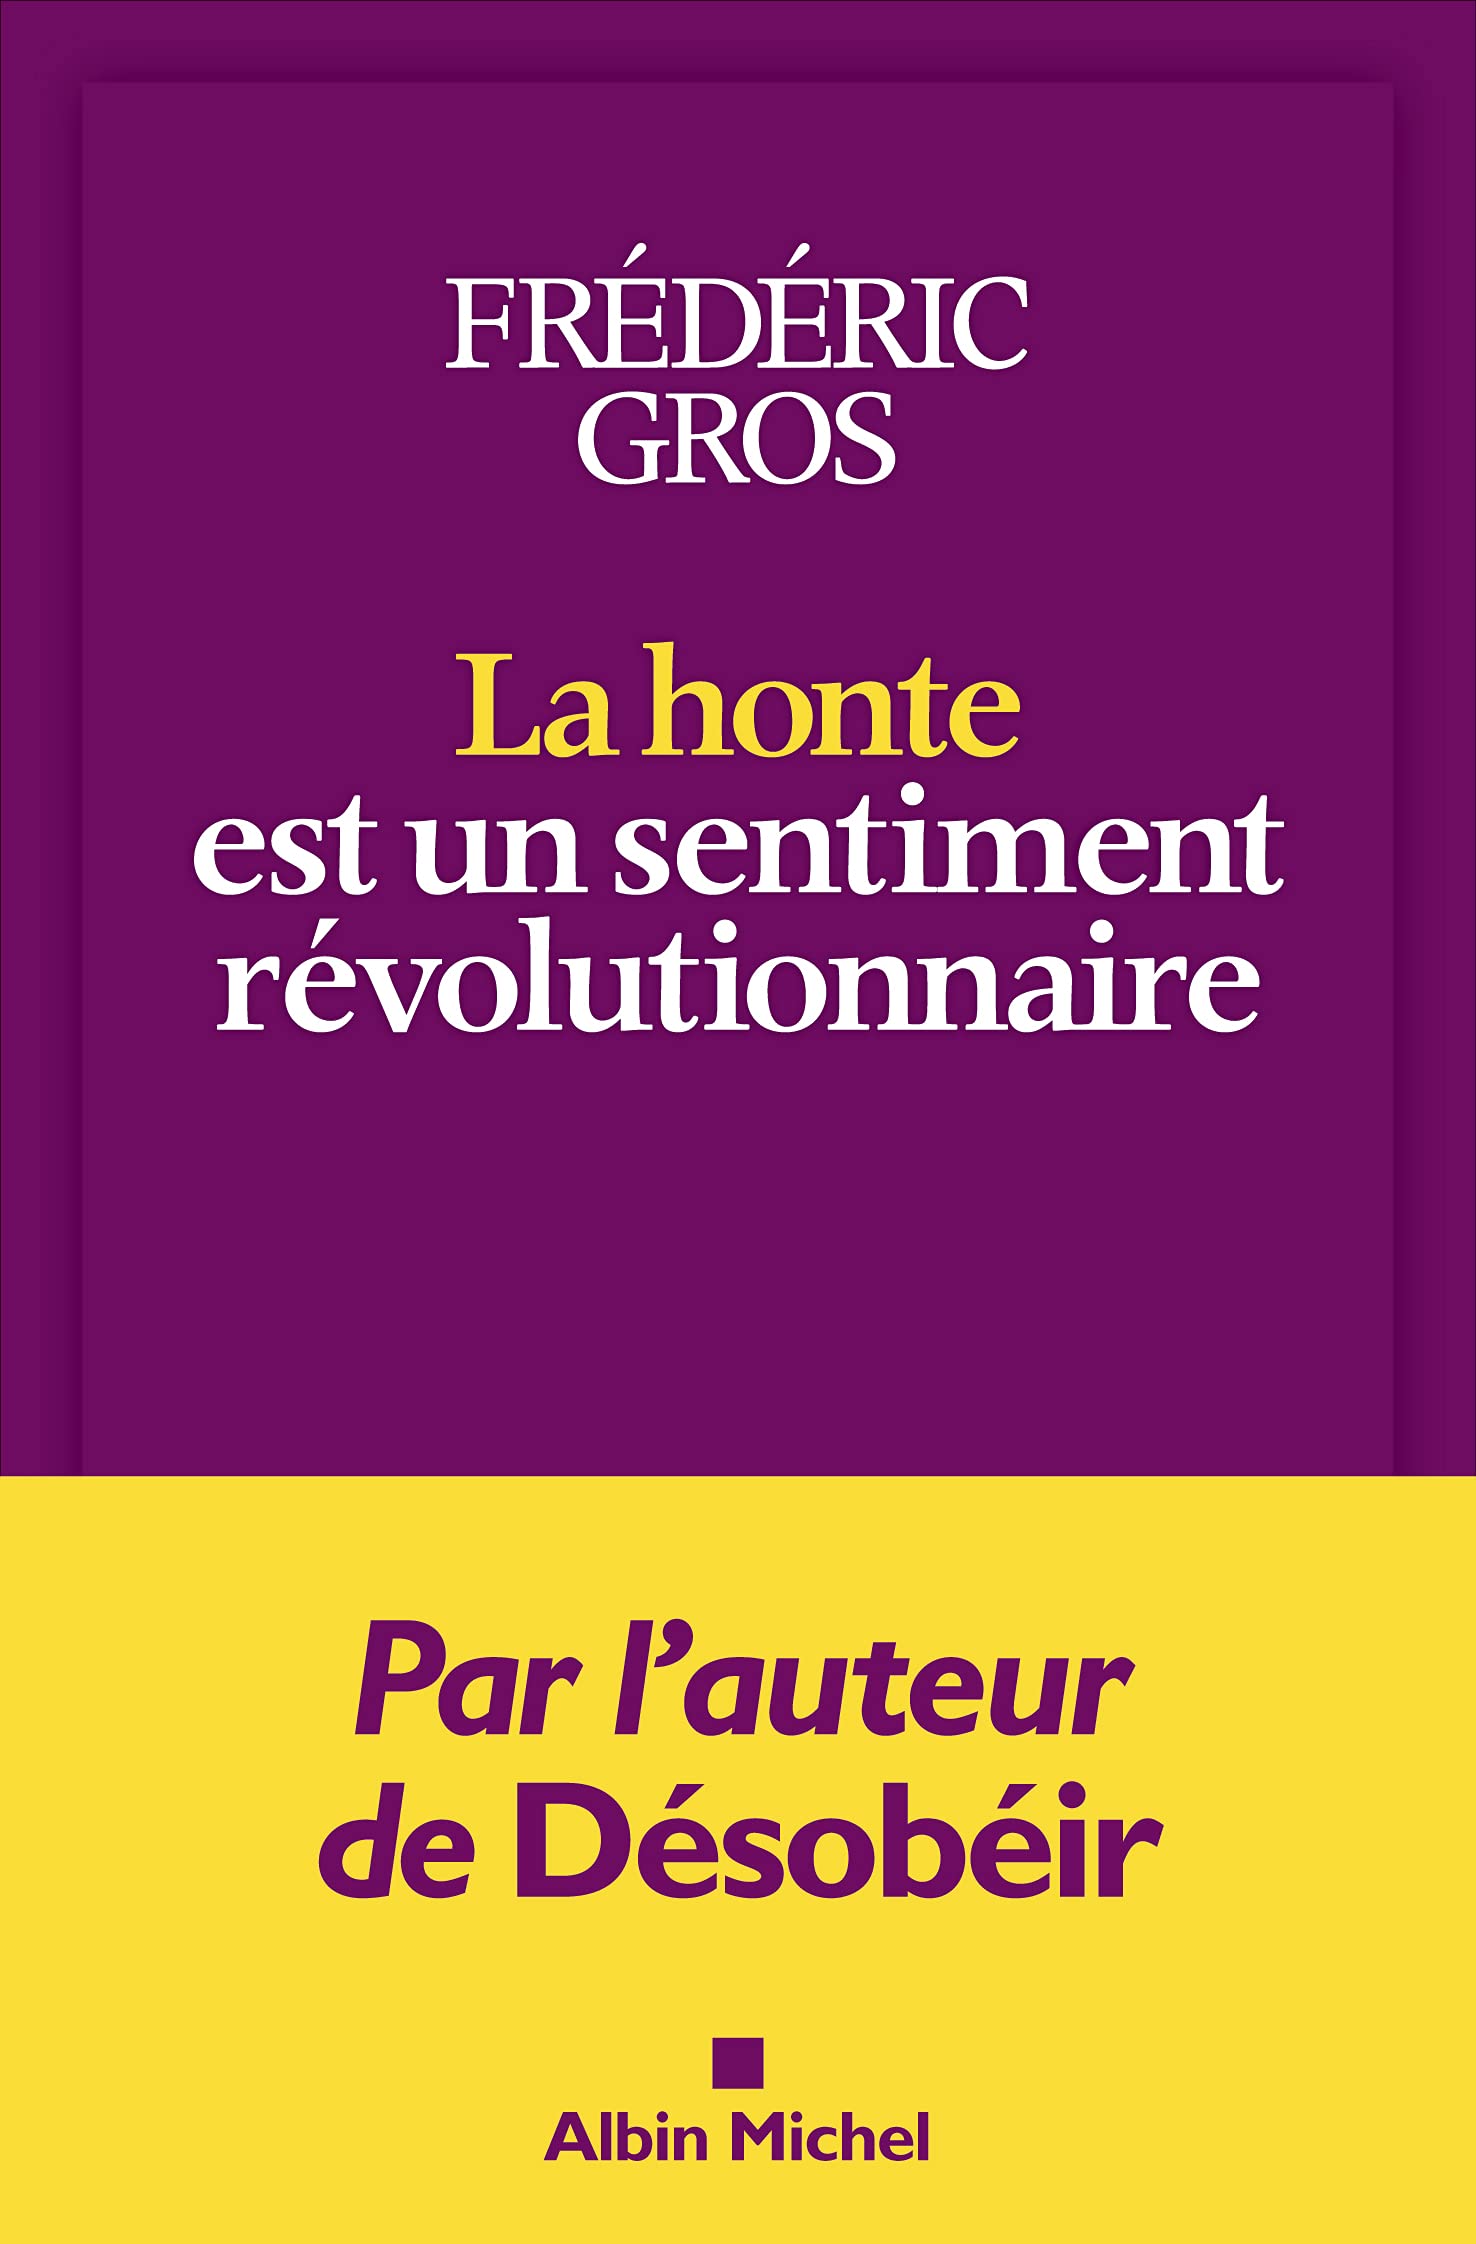 FRÉDÉRIC
GROS
La honte
est un sentiment
révolutionnaire
Par l’auteur
de Désobéir
Albin Michel